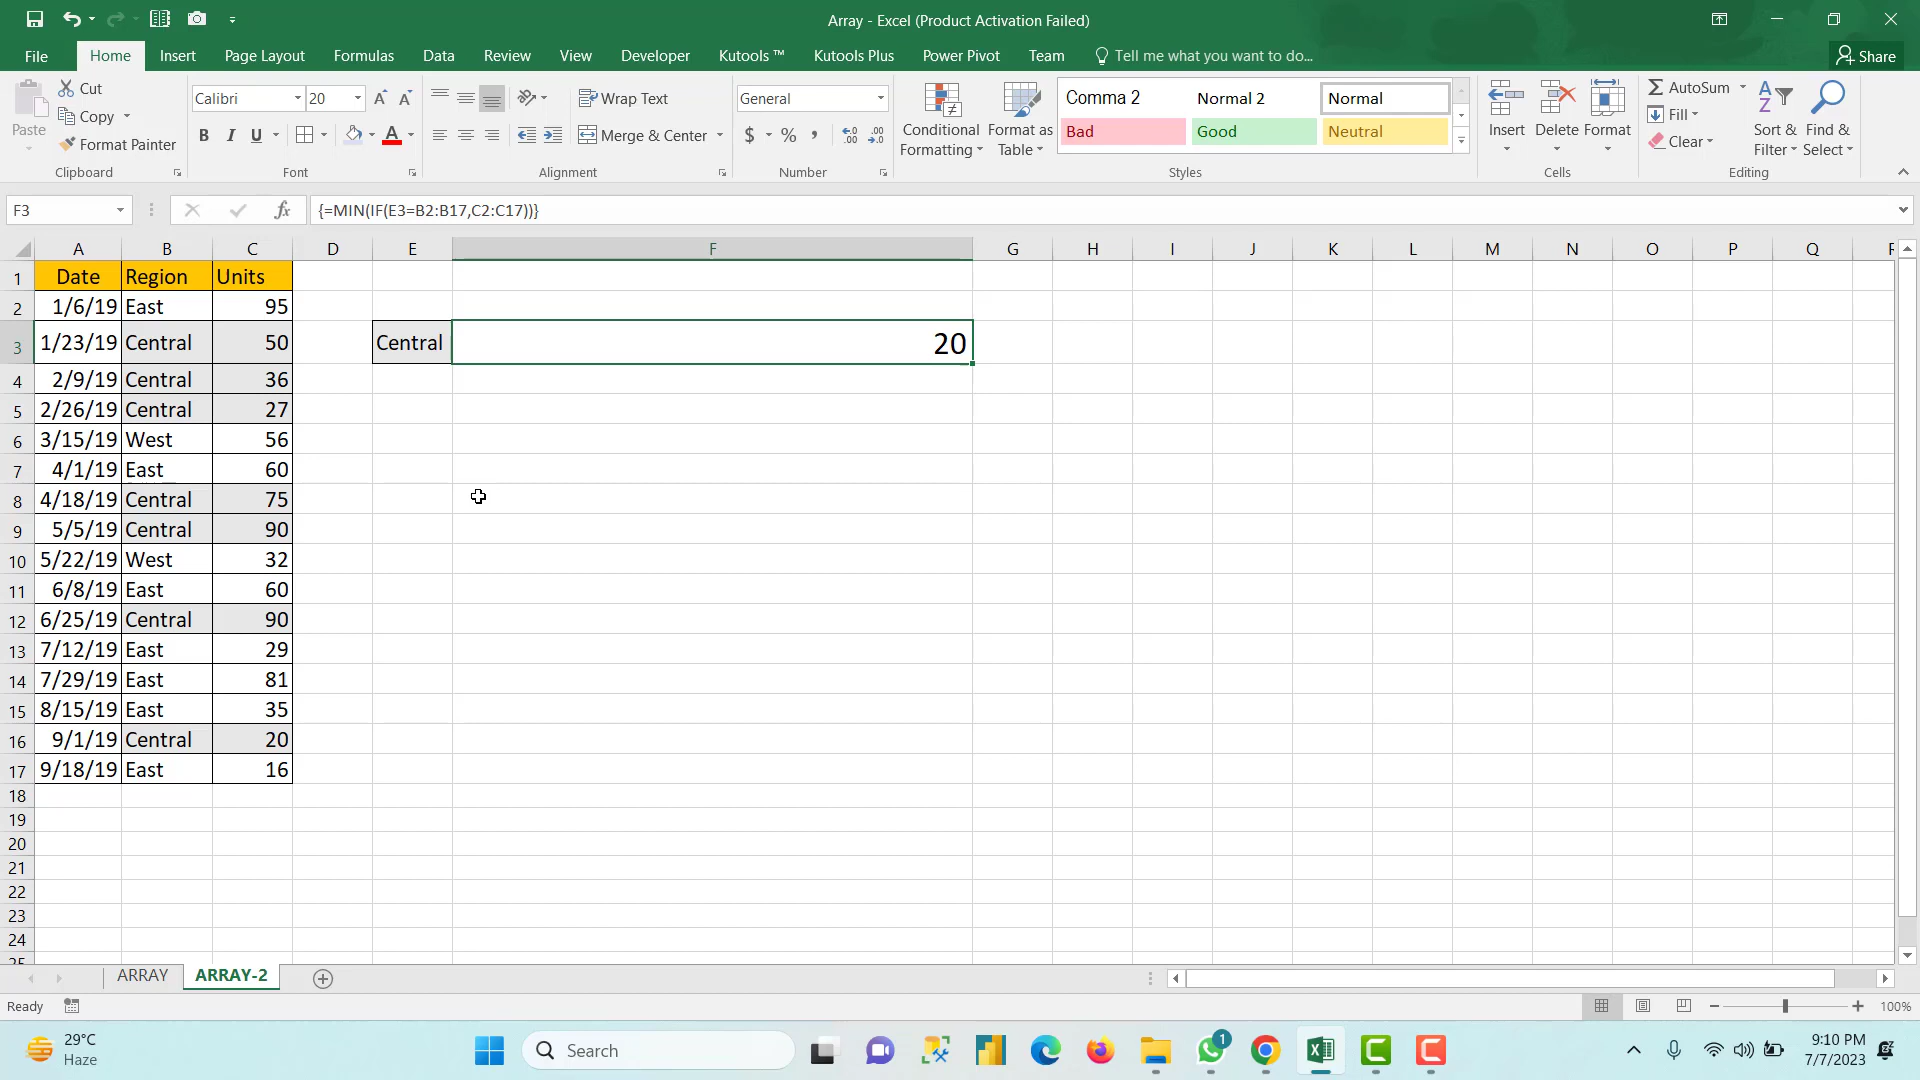 Array - Excel (Product Activation Failed)
File Home Insert Page Layout Formulas Data Review View Developer Kutools ™ Kutools Plus Power Pivot Team Tell me what you want to do... Share
Paste
Cut
Copy
Format Painter
Clipboard
Calibri 20
B I U A
Font
Wrap Text
Merge & Center
Alignment
General
$ % ,
Number
Conditional Formatting
Format as Table
Comma 2 Normal 2 Normal
Bad Good Neutral
Styles
Insert Delete Format
Cells
AutoSum
Fill
Clear
Sort & Filter
Find & Select
Editing
F3 fx {=MIN(IF(E3=B2:B17,C2:C17))}
A B C D E F G H I J K L M N O P Q R
1 Date Region Units
2 1/6/19 East 95
3 1/23/19 Central 50 Central 20
4 2/9/19 Central 36
5 2/26/19 Central 27
6 3/15/19 West 56
7 4/1/19 East 60
8 4/18/19 Central 75
9 5/5/19 Central 90
10 5/22/19 West 32
11 6/8/19 East 60
12 6/25/19 Central 90
13 7/12/19 East 29
14 7/29/19 East 81
15 8/15/19 East 35
16 9/1/19 Central 20
17 9/18/19 East 16
18
19
20
21
22
23
24
25
ARRAY ARRAY-2
Ready 100%
29°C
Haze
Search
1
9:10 PM
7/7/2023